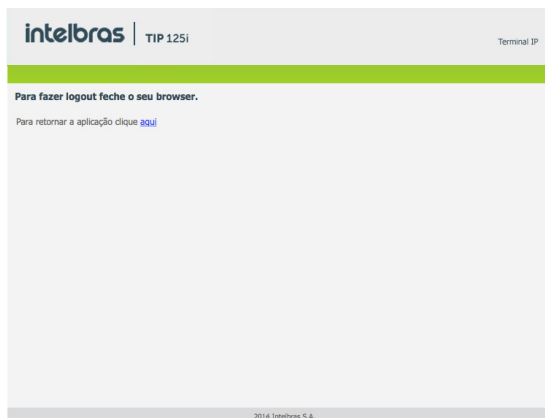 intelbras TIP 125i
Terminal IP
Para fazer logout feche o seu browser.
Para retornar a aplicação clique aqui
2014 Intelbras S.A.